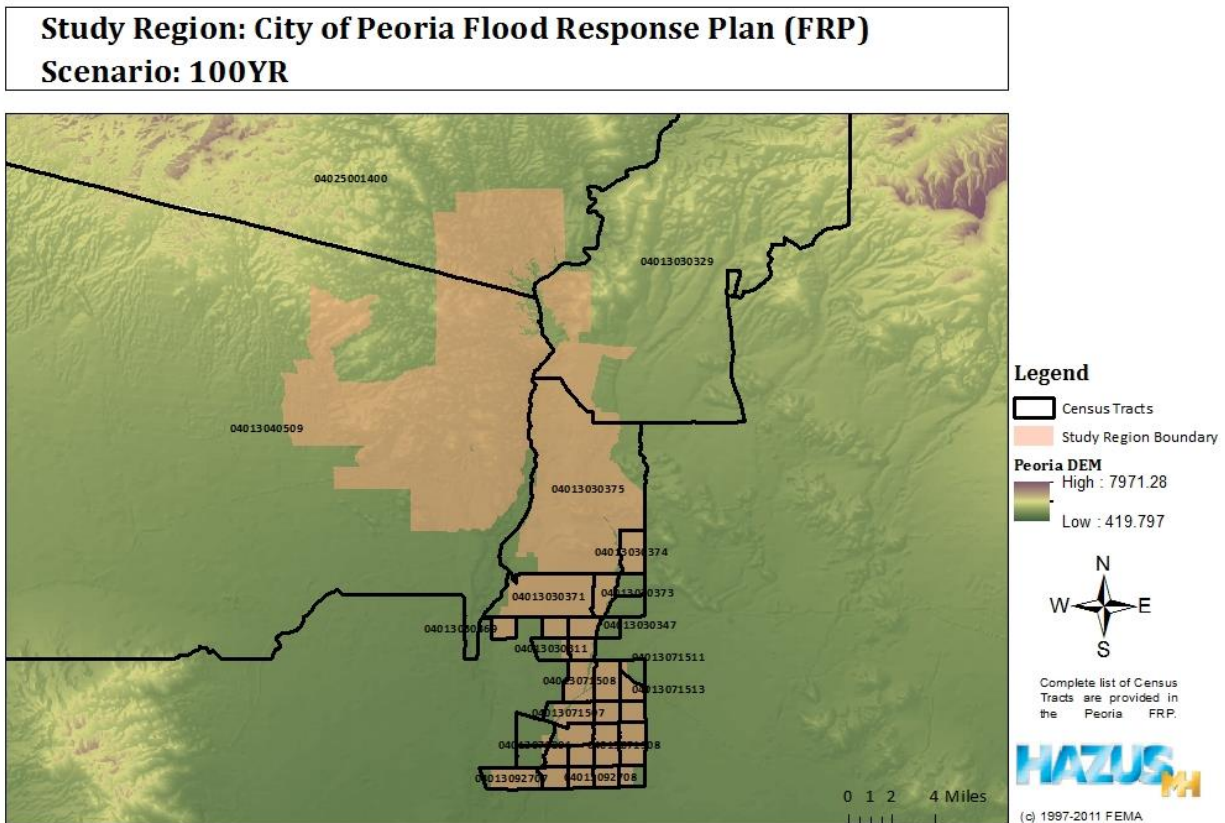 Study Region: City of Peoria Flood Response Plan (FRP)
Scenario: 100YR
04025001400
04013030329
04013040509
04013030375
04013030374
04013030373
04013030371
04013030347
04013071511
04013071508
04013071513
04013071507
04013092707
04013092708
Legend
Census Tracts
Study Region Boundary
Peoria DEM
High : 7971.28
Low : 419.797
N
W E
S
Complete list of Census
Tracts are provided in
the Peoria FRP.
HAZUS MH
(c) 1997-2011 FEMA
0 1 2 4 Miles